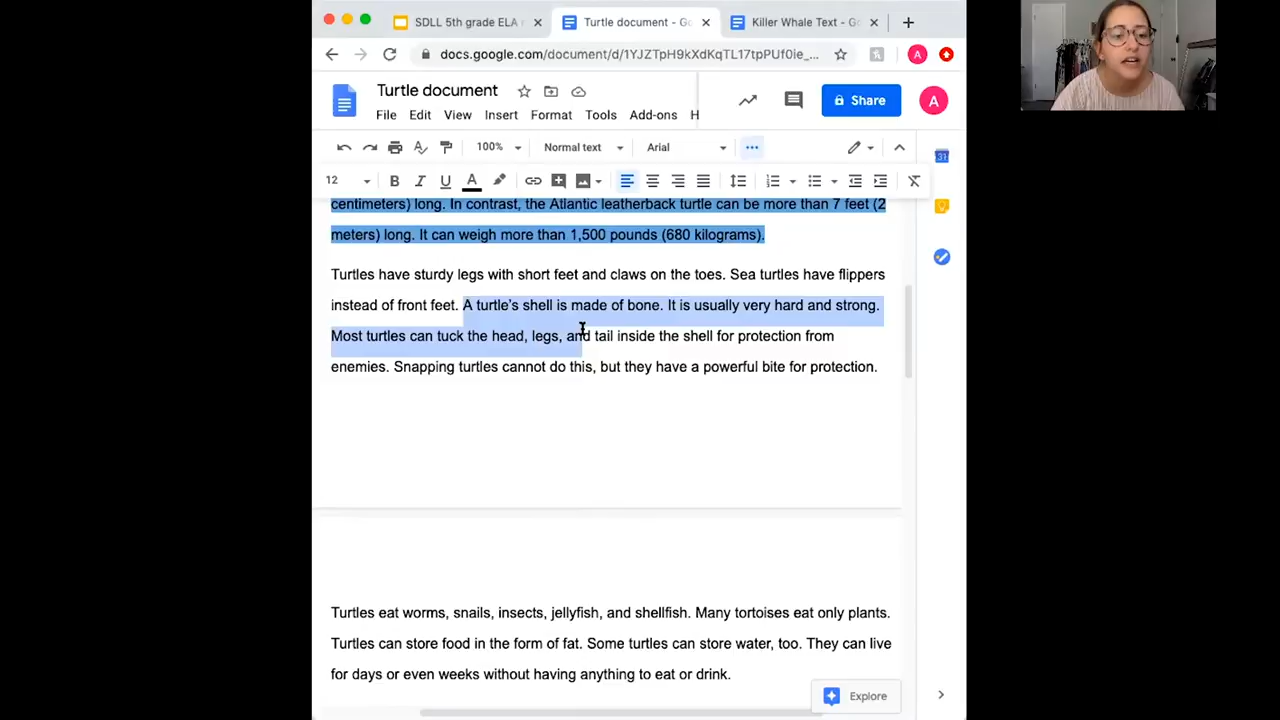 SDLL 5th grade ELA n
Turtle document - Go
Killer Whale Text - Go
docs.google.com/document/d/1YJZTpH9kXdKqTL17tpPUf0ie_...
A
Turtle document
File Edit View Insert Format Tools Add-ons H
Share
A
100% Normal text Arial
12 B I U A
31
centimeters) long. In contrast, the Atlantic leatherback turtle can be more than 7 feet (2
meters) long. It can weigh more than 1,500 pounds (680 kilograms).
Turtles have sturdy legs with short feet and claws on the toes. Sea turtles have flippers
instead of front feet. A turtle's shell is made of bone. It is usually very hard and strong.
Most turtles can tuck the head, legs, and tail inside the shell for protection from
enemies. Snapping turtles cannot do this, but they have a powerful bite for protection.
Turtles eat worms, snails, insects, jellyfish, and shellfish. Many tortoises eat only plants.
Turtles can store food in the form of fat. Some turtles can store water, too. They can live
for days or even weeks without having anything to eat or drink.
Explore